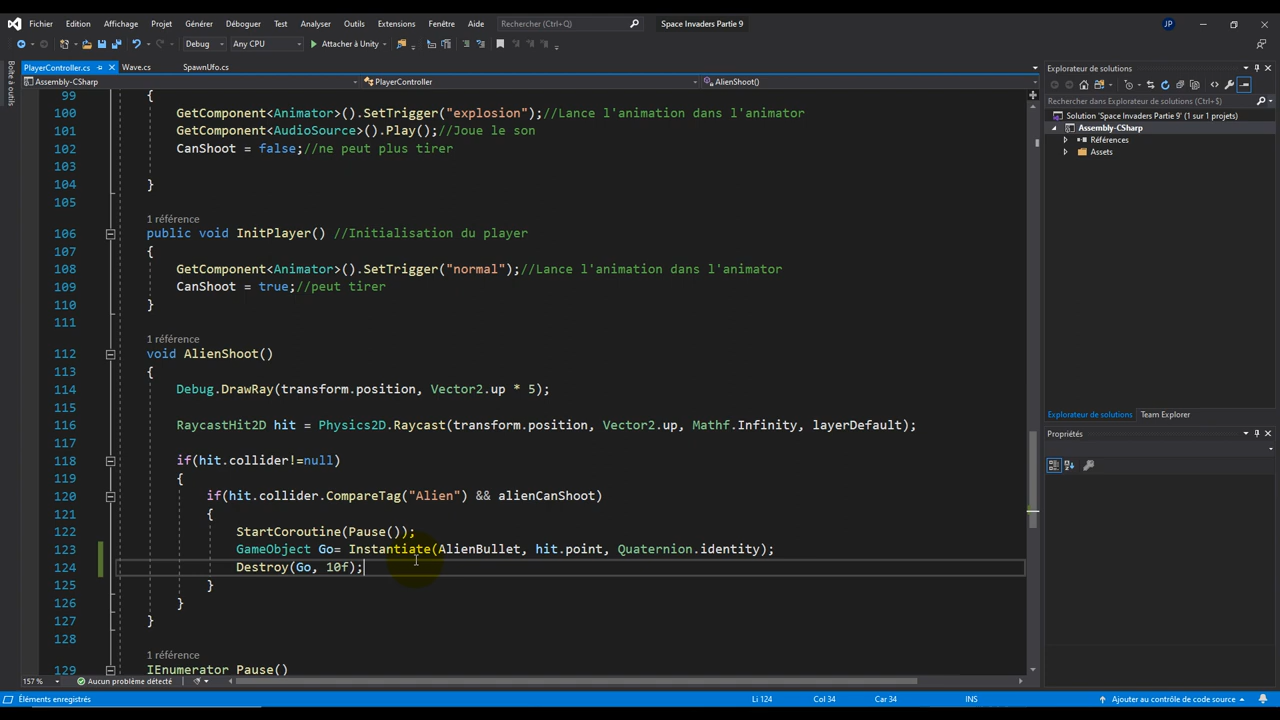 Fichier Edition Affichage Projet Générer Déboguer Test Analyser Outils Extensions Fenêtre Aide Rechercher (Ctrl+Q) Space Invaders Partie 9 JP
Debug Any CPU Attacher à Unity
Boîte à outils
PlayerController.cs Wave.cs SpawnUfo.cs
Assembly-CSharp PlayerController AlienShoot()
99 {
100 GetComponent<Animator>().SetTrigger("explosion");//Lance l'animation dans l'animator
101 GetComponent<AudioSource>().Play();//Joue le son
102 CanShoot = false;//ne peut plus tirer
103
104 }
105
1 référence
106 public void InitPlayer() //Initialisation du player
107 {
108 GetComponent<Animator>().SetTrigger("normal");//Lance l'animation dans l'animator
109 CanShoot = true;//peut tirer
110 }
111
1 référence
112 void AlienShoot()
113 {
114 Debug.DrawRay(transform.position, Vector2.up * 5);
115
116 RaycastHit2D hit = Physics2D.Raycast(transform.position, Vector2.up, Mathf.Infinity, layerDefault);
117
118 if(hit.collider!=null)
119 {
120 if(hit.collider.CompareTag("Alien") && alienCanShoot)
121 {
122 StartCoroutine(Pause());
123 GameObject Go= Instantiate(AlienBullet, hit.point, Quaternion.identity);
124 Destroy(Go, 10f);
125 }
126 }
127 }
128
1 référence
129 IEnumerator Pause()
157 % Aucun problème détecté
Explorateur de solutions
Rechercher dans Explorateur de solutions (Ctrl+$)
Solution 'Space Invaders Partie 9' (1 sur 1 projets)
Assembly-CSharp
Références
Assets
Explorateur de solutions Team Explorer
Propriétés
Éléments enregistrés Li 124 Col 34 Car 34 INS Ajouter au contrôle de code source